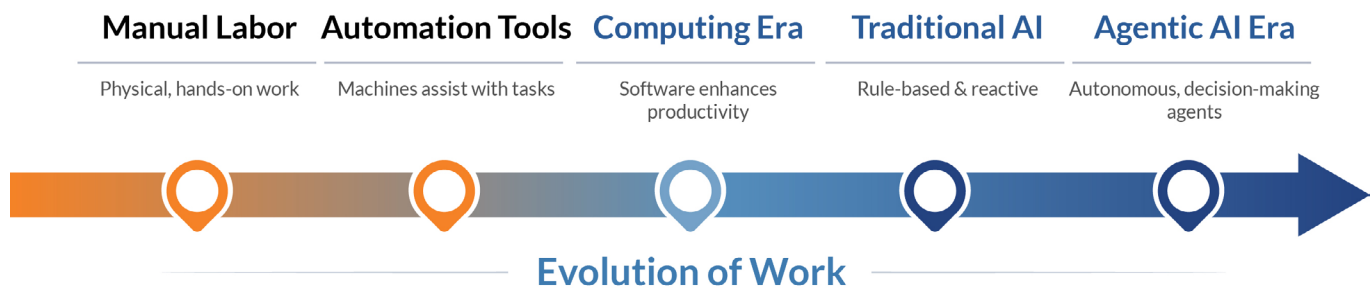 Manual Labor
Automation Tools
Computing Era
Traditional AI
Agentic AI Era
Physical, hands-on work
Machines assist with tasks
Software enhances
productivity
Rule-based & reactive
Autonomous, decision-making
agents
Evolution of Work